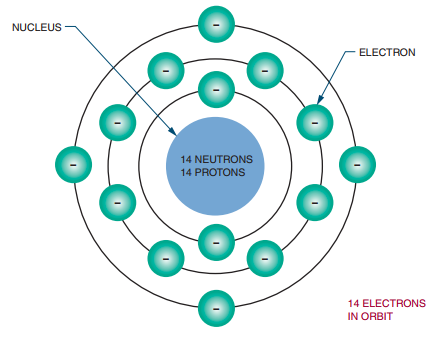 NUCLEUS
ELECTRON
14 NEUTRONS
14 PROTONS
14 ELECTRONS
IN ORBIT